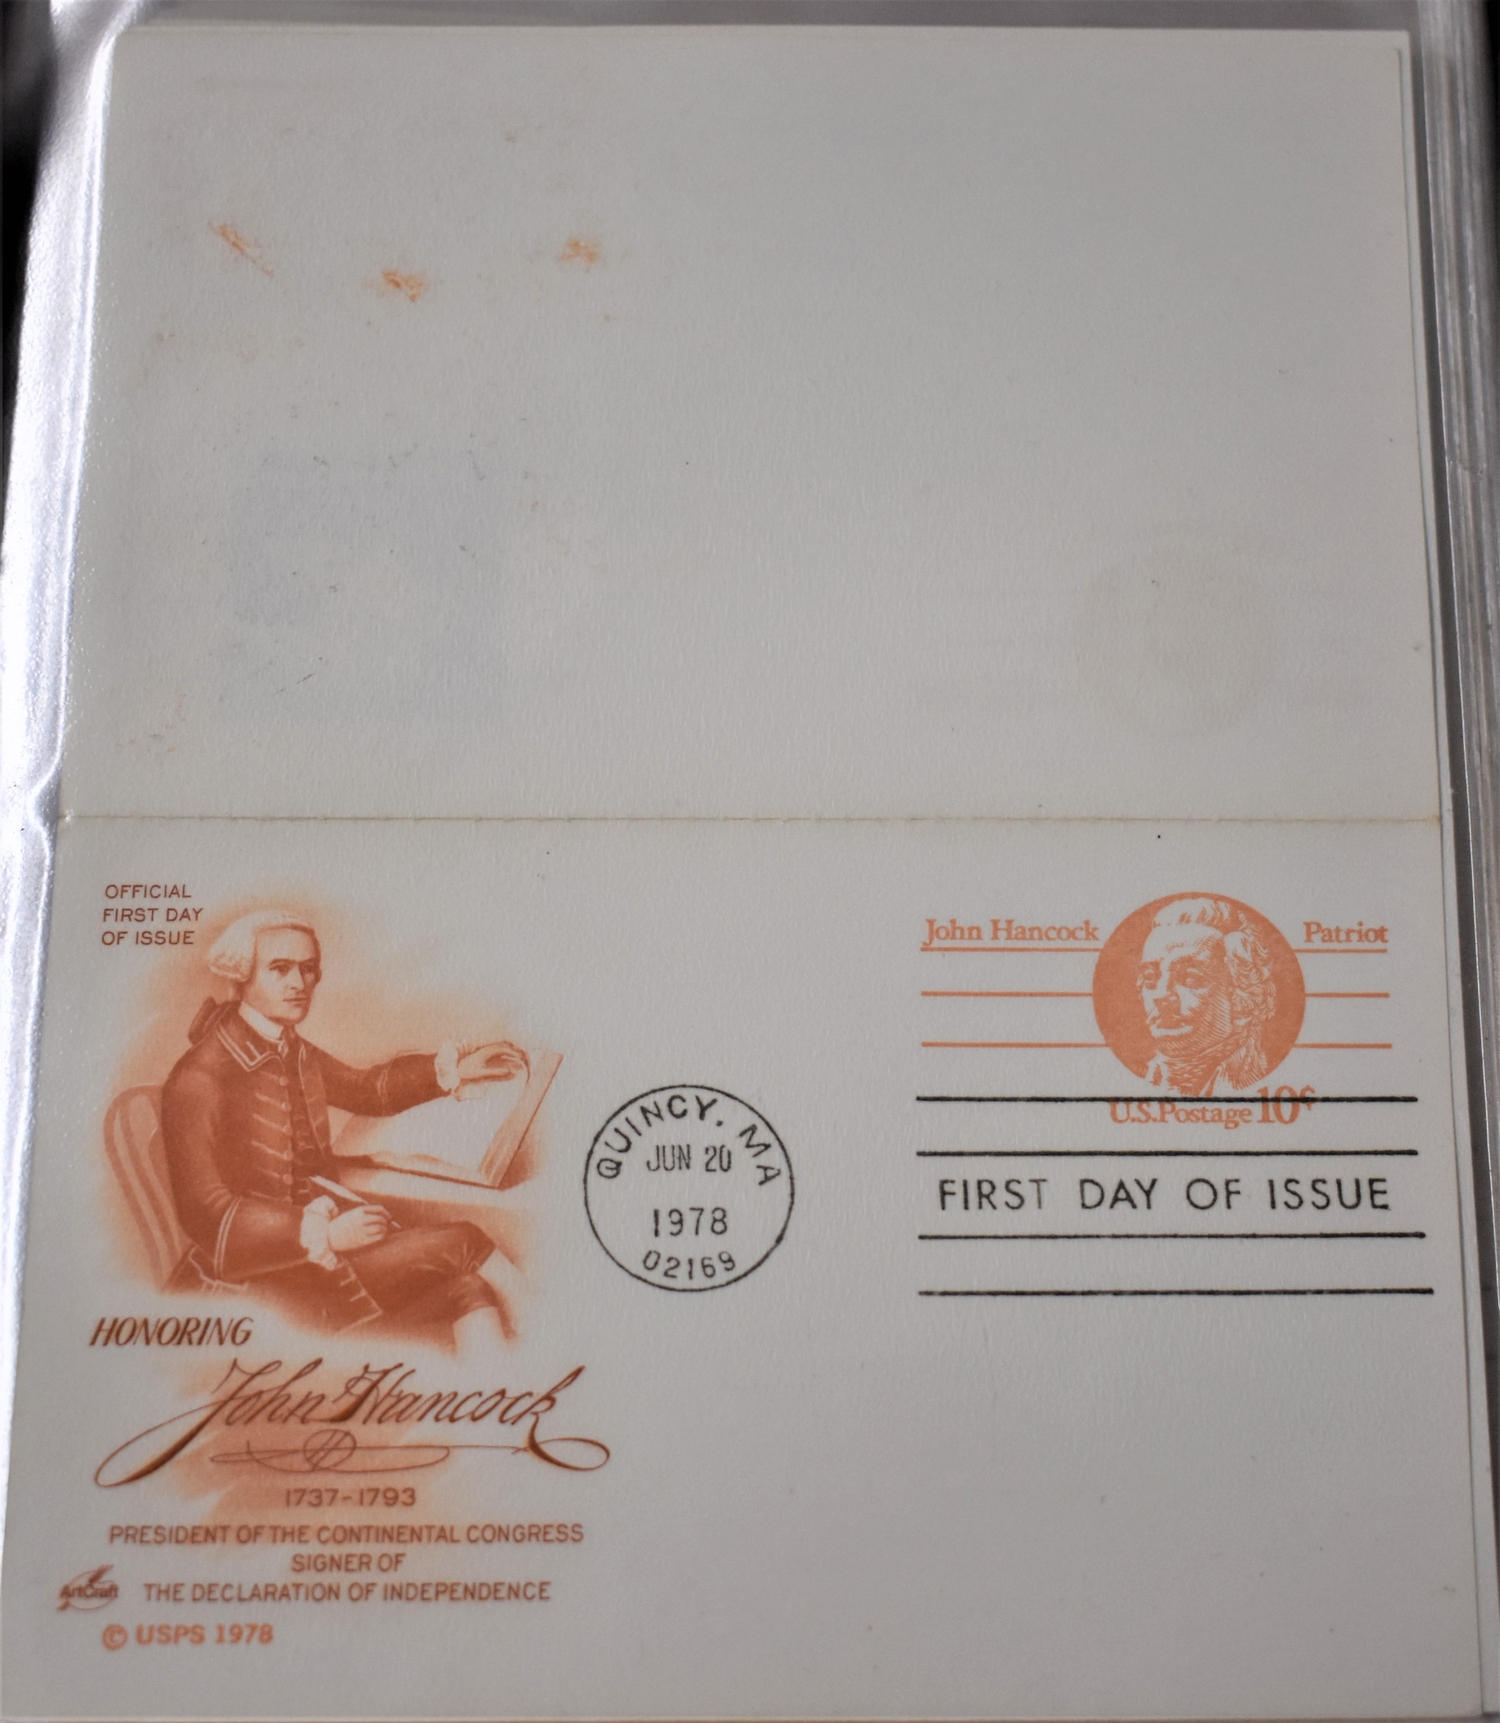 OFFICIAL
FIRST DAY
OF ISSUE
John Hancock Patriot
U.S.Postage 10¢
QUINCY, MA
JUN 20
1978
02169
FIRST DAY OF ISSUE
HONORING
John Hancock
1737-1793
PRESIDENT OF THE CONTINENTAL CONGRESS
SIGNER OF
THE DECLARATION OF INDEPENDENCE
ArtCraft
© USPS 1978